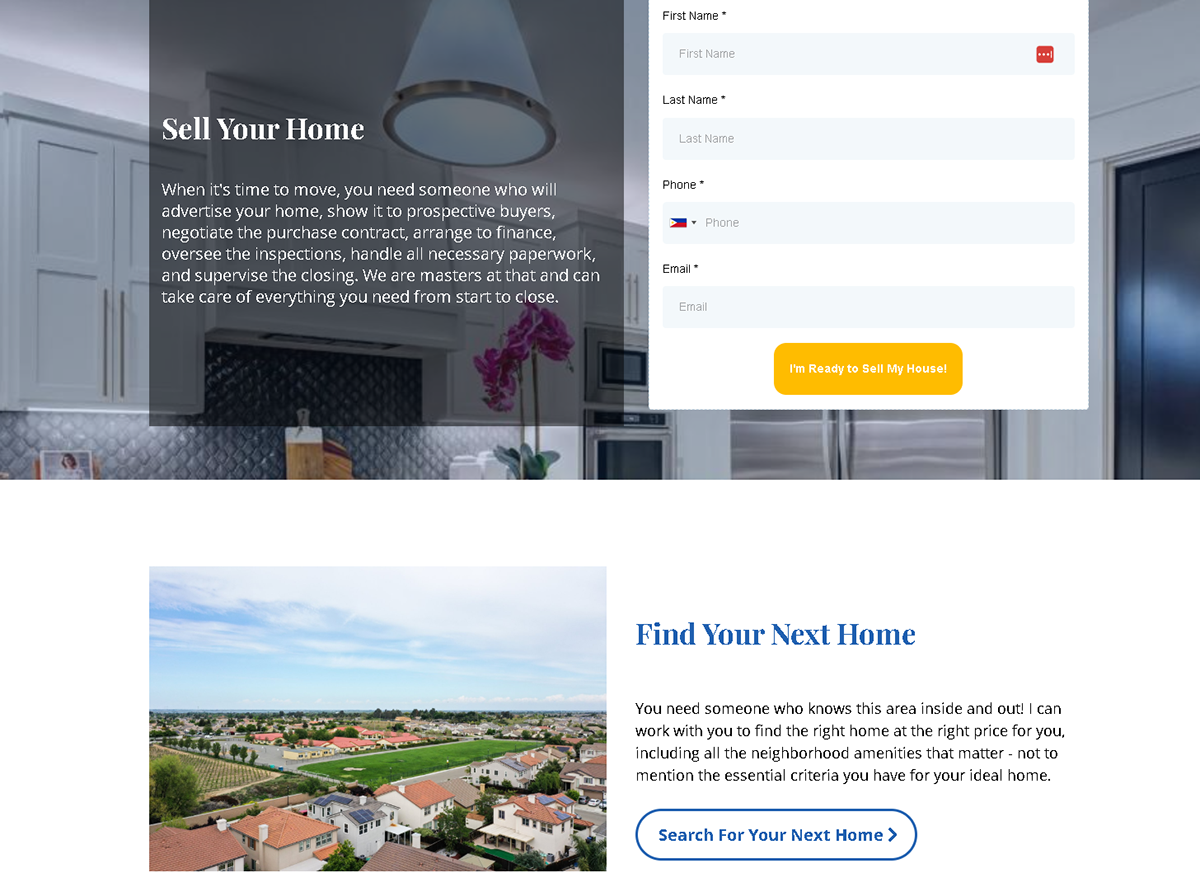 Sell Your Home
When it's time to move, you need someone who will
advertise your home, show it to prospective buyers,
negotiate the purchase contract, arrange to finance,
oversee the inspections, handle all necessary paperwork,
and supervise the closing. We are masters at that and can
take care of everything you need from start to close.
First Name *
First Name
Last Name *
Last Name
Phone *
Phone
Email *
Email
I'm Ready to Sell My House!
Find Your Next Home
You need someone who knows this area inside and out! I can
work with you to find the right home at the right price for you,
including all the neighborhood amenities that matter - not to
mention the essential criteria you have for your ideal home.
Search For Your Next Home